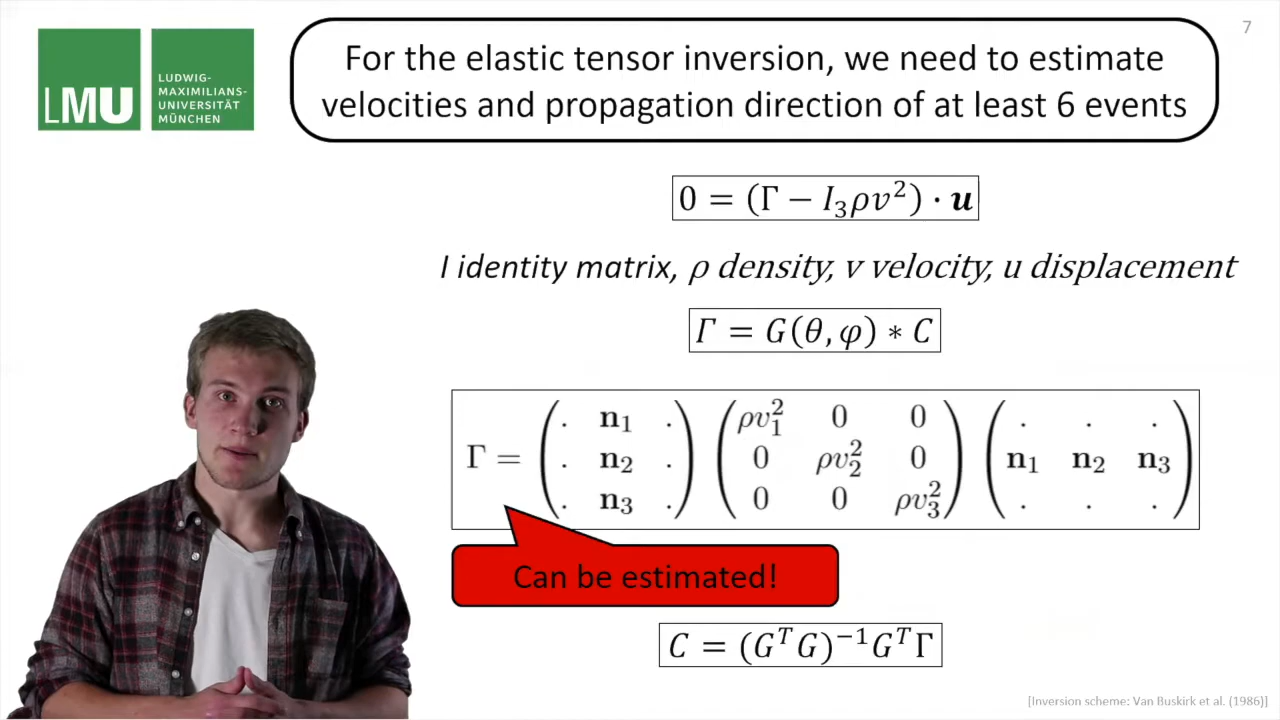 7
LMU
LUDWIG-
MAXIMILIANS-
UNIVERSITÄT
MÜNCHEN
For the elastic tensor inversion, we need to estimate
velocities and propagation direction of at least 6 events
0 = (Γ − I₃ρv²) · u
I identity matrix, ρ density, v velocity, u displacement
Γ = G(θ, φ) ∗ C
Γ = ( . n₁ . ) ( ρv₁² 0 0 ) ( . . . )
( . n₂ . ) ( 0 ρv₂² 0 ) ( n₁ n₂ n₃ )
( . n₃ . ) ( 0 0 ρv₃² ) ( . . . )
Can be estimated!
C = (GᵀG)⁻¹GᵀΓ
[Inversion scheme: Van Buskirk et al. (1986)]